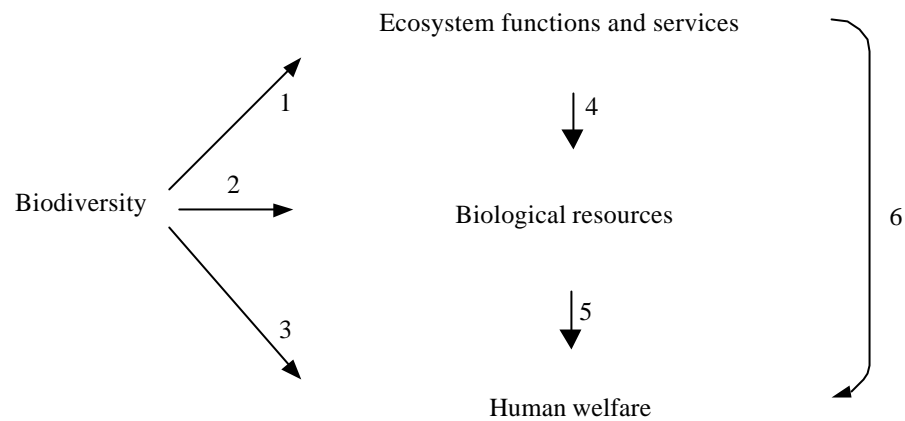 Ecosystem functions and services
1
4
2
Biodiversity
Biological resources
6
3
5
Human welfare